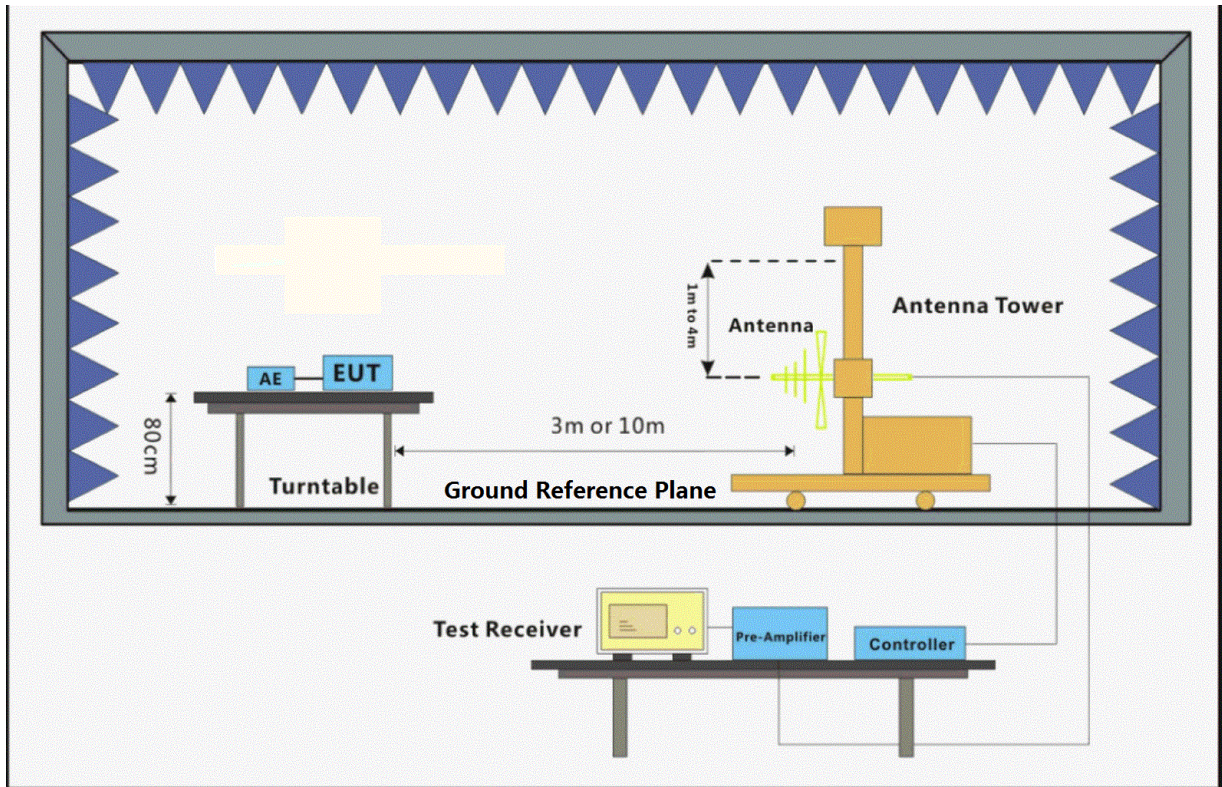 1m to 4m
Antenna
Antenna Tower
AE
EUT
80cm
3m or 10m
Turntable
Ground Reference Plane
Test Receiver
Pre-Amplifier
Controller